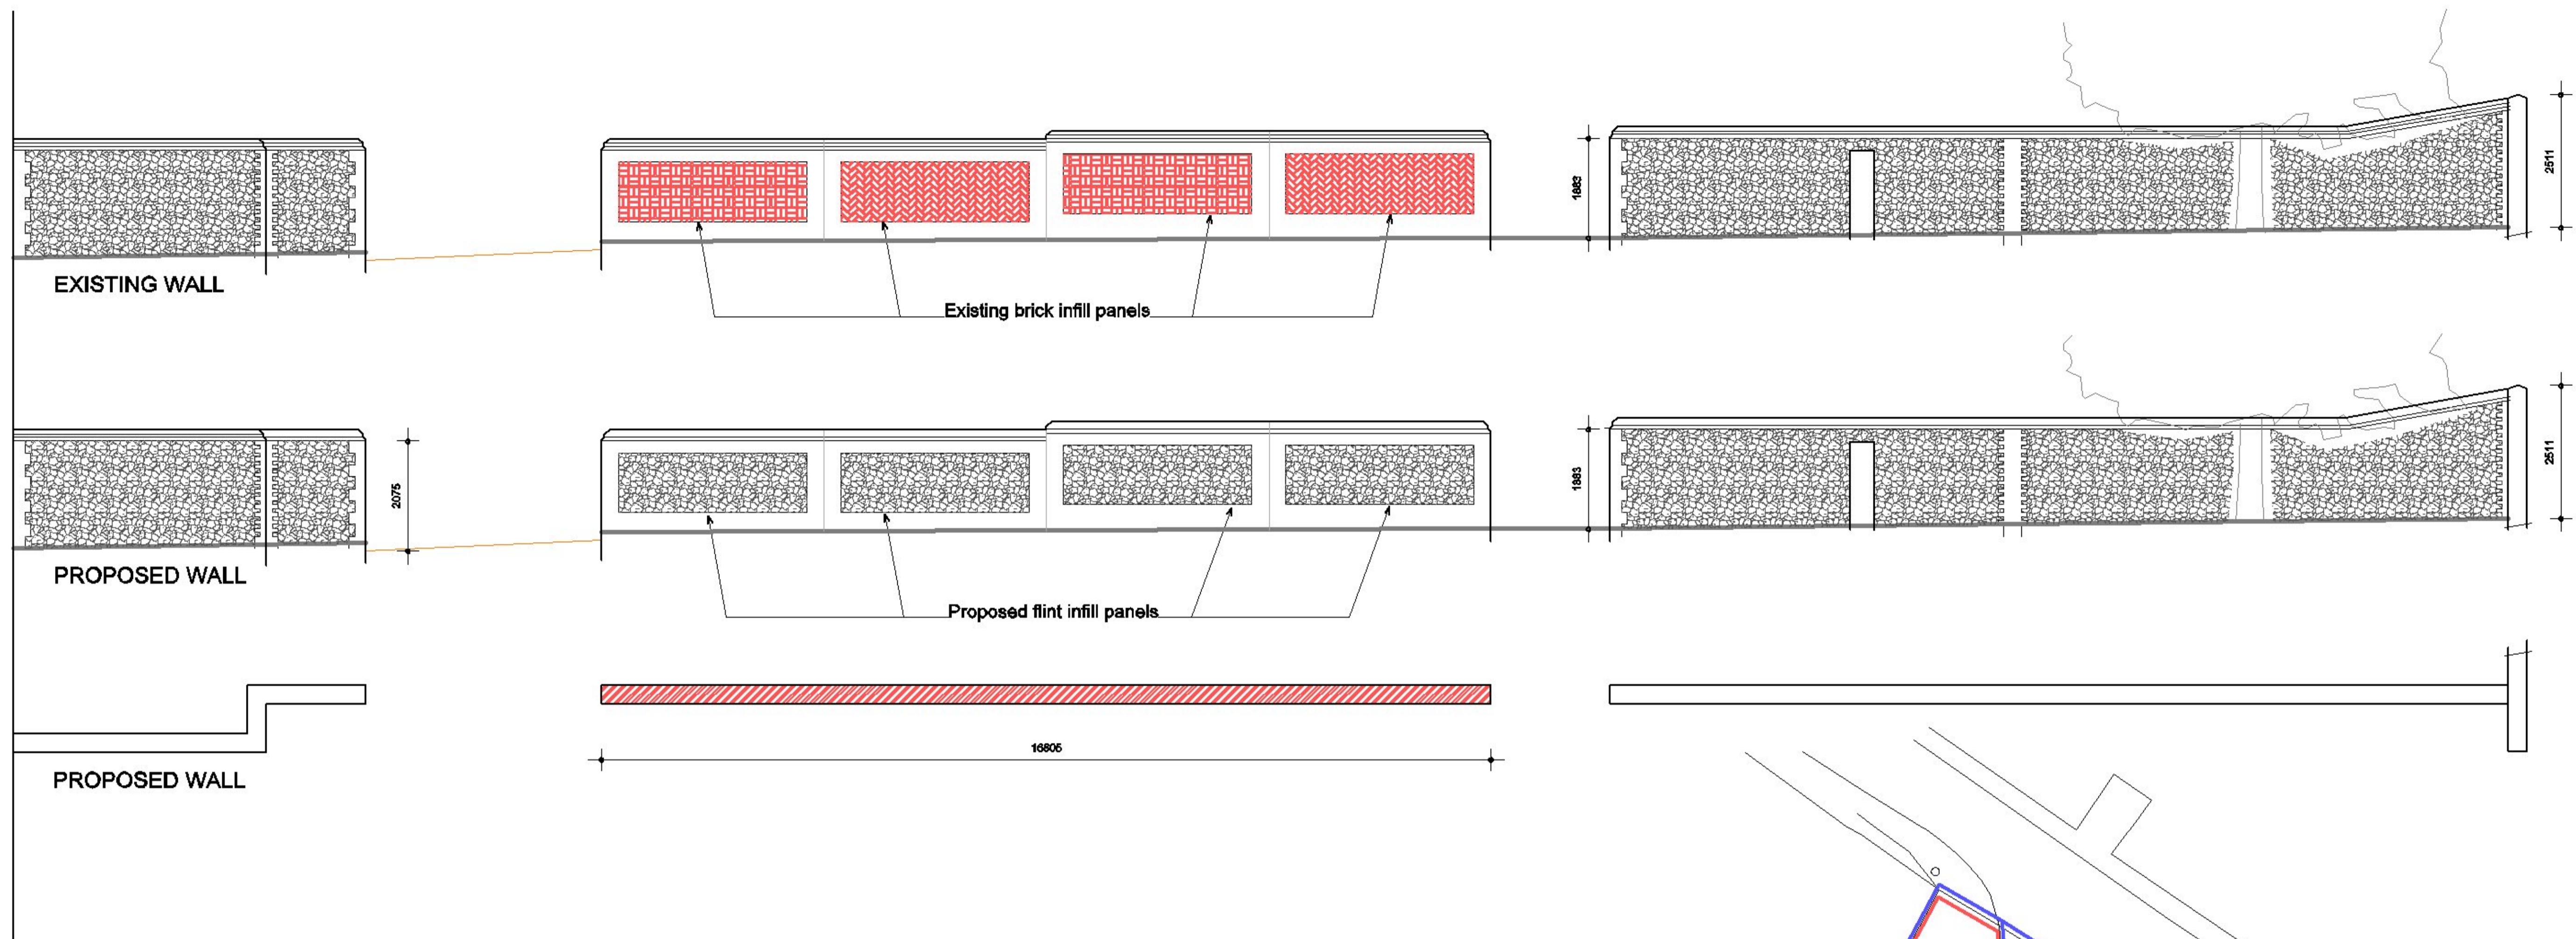 1883
2511
EXISTING WALL
Existing brick infill panels
2075
1883
2511
PROPOSED WALL
Proposed flint infill panels
16805
PROPOSED WALL